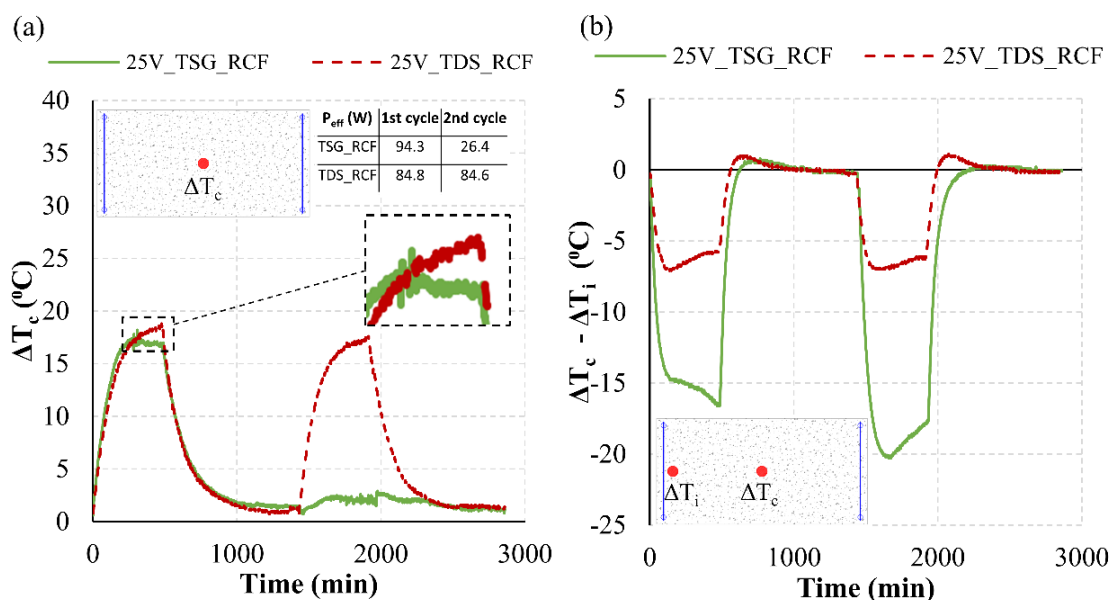 (a)
25V_TSG_RCF 25V_TDS_RCF
40
35
30
25
20
15
10
5
0
ΔTc (⁰C)
Peff (W) 1st cycle 2nd cycle
TSG_RCF 94.3 26.4
TDS_RCF 84.8 84.6
ΔTc
0 1000 2000 3000
Time (min)
(b)
25V_TSG_RCF 25V_TDS_RCF
5
0
-5
-10
-15
-20
-25
ΔTc - ΔTi (⁰C)
ΔTi ΔTc
0 1000 2000 3000
Time (min)